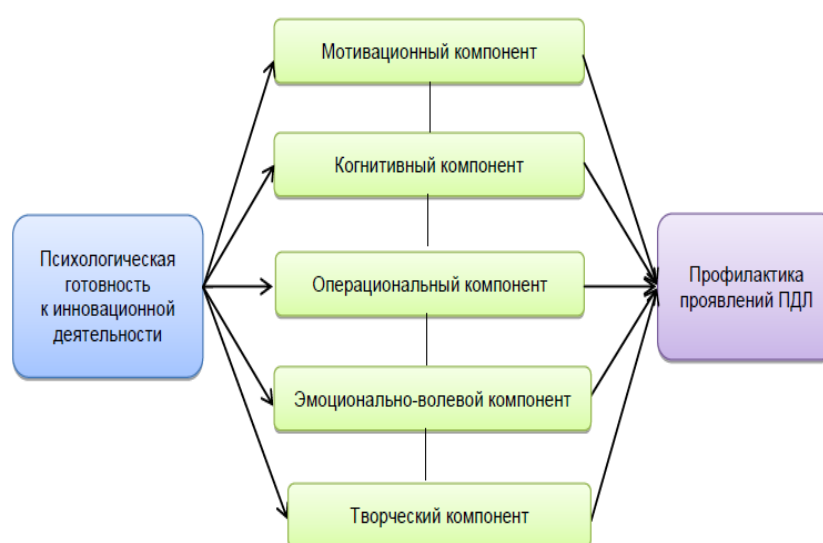 Мотивационный компонент
Когнитивный компонент
Психологическая
готовность
к инновационной
деятельности
Операциональный компонент
Профилактика
проявлений ПДЛ
Эмоционально-волевой компонент
Творческий компонент